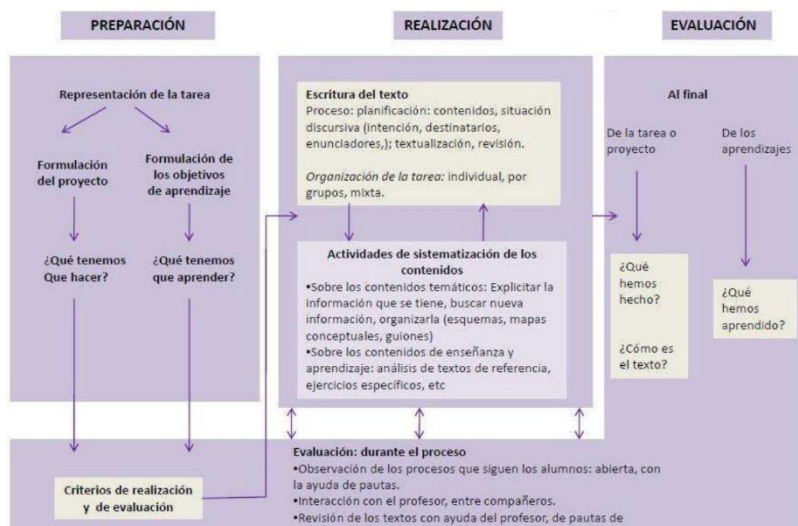 PREPARACIÓN
REALIZACIÓN
EVALUACIÓN
Representación de la tarea
Formulación
del proyecto
Formulación de
los objetivos
de aprendizaje
¿Qué tenemos
Que hacer?
¿Qué tenemos
que aprender?
Criterios de realización
y de evaluación
Escritura del texto
Proceso: planificación: contenidos, situación
discursiva (intención, destinatarios,
enunciadores,); textualización, revisión.
Organización de la tarea: individual, por
grupos, mixta.
Actividades de sistematización de los
contenidos
•Sobre los contenidos temáticos: Explicitar la
información que se tiene, buscar nueva
información, organizarla (esquemas, mapas
conceptuales, guiones)
•Sobre los contenidos de enseñanza y
aprendizaje: análisis de textos de referencia,
ejercicios específicos, etc
Evaluación: durante el proceso
•Observación de los procesos que siguen los alumnos: abierta, con
la ayuda de pautas.
•Interacción con el profesor, entre compañeros.
•Revisión de los textos con ayuda del profesor, de pautas de
Al final
De la tarea o
proyecto
De los
aprendizajes
¿Qué
hemos
hecho?
¿Cómo es
el texto?
¿Qué
hemos
aprendido?